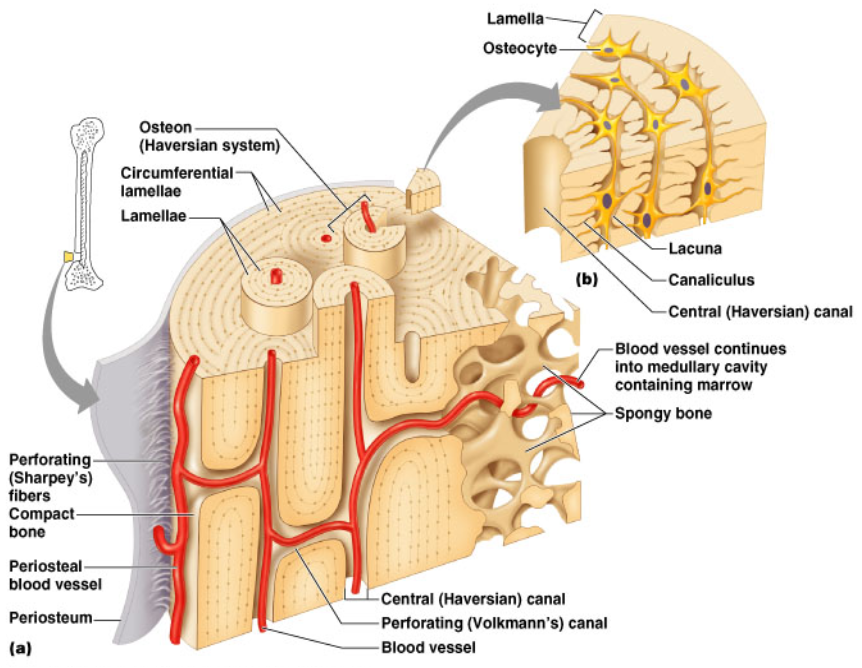 Lamella
Osteocyte
Osteon
(Haversian system)
Circumferential
lamellae
Lamellae
Lacuna
(b)
Canaliculus
Central (Haversian) canal
Blood vessel continues
into medullary cavity
containing marrow
Spongy bone
Perforating
(Sharpey's)
fibers
Compact
bone
Periosteal
blood vessel
Periosteum
(a)
Central (Haversian) canal
Perforating (Volkmann's) canal
Blood vessel